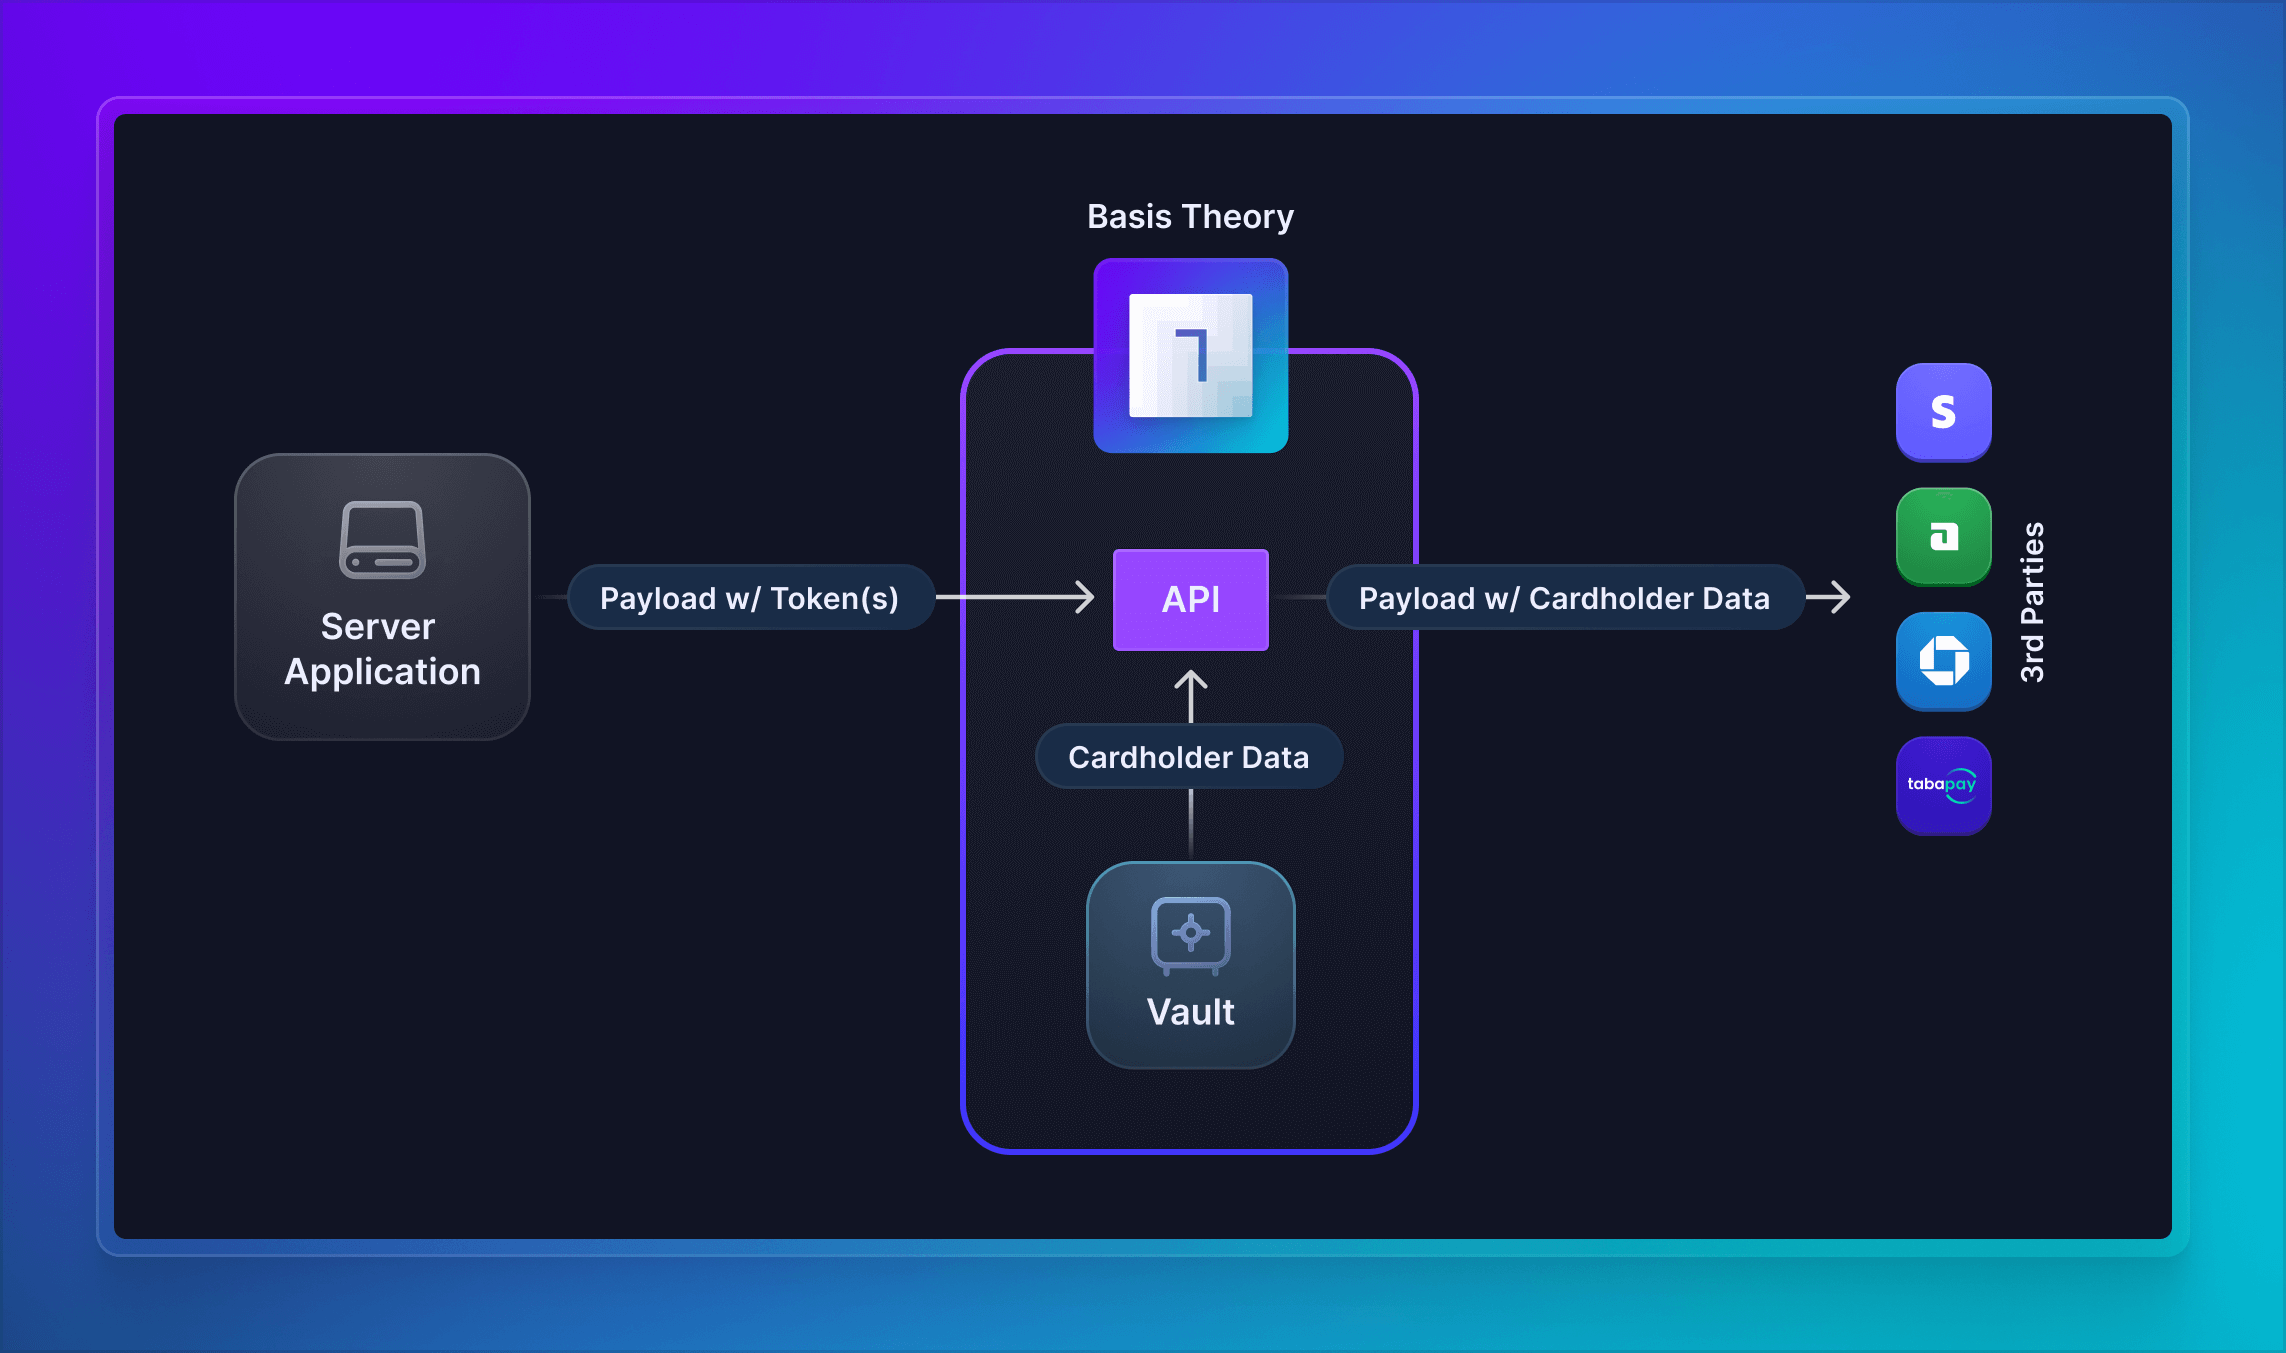 Basis Theory
Server
Application
Payload w/ Token(s)
API
Payload w/ Cardholder Data
Cardholder Data
Vault
S
a
tabapay
3rd Parties